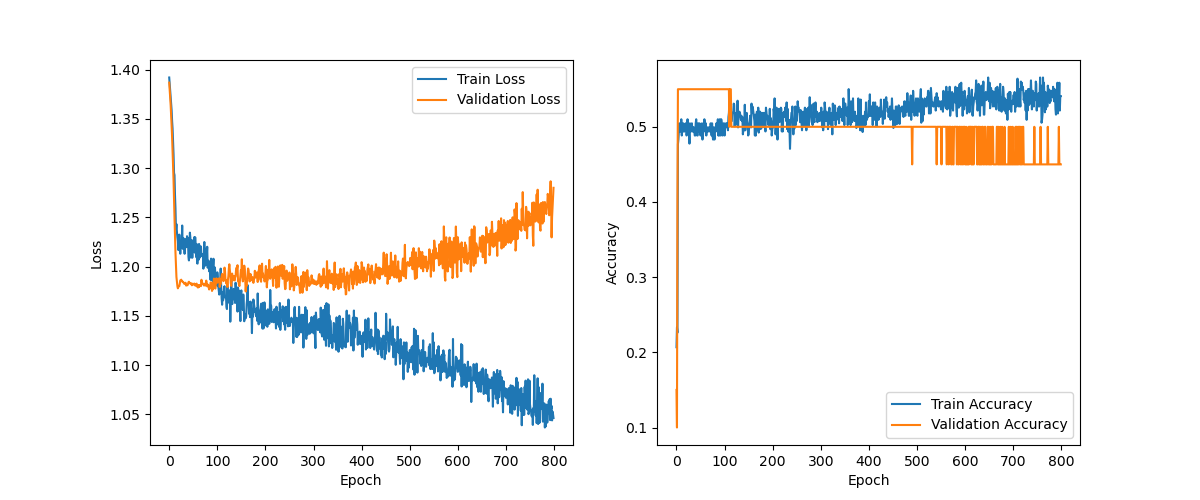 1.40
1.35
1.30
1.25
1.20
1.15
1.10
1.05
Loss
0 100 200 300 400 500 600 700 800
Epoch
Train Loss
Validation Loss
0.5
0.4
0.3
0.2
0.1
Accuracy
0 100 200 300 400 500 600 700 800
Epoch
Train Accuracy
Validation Accuracy